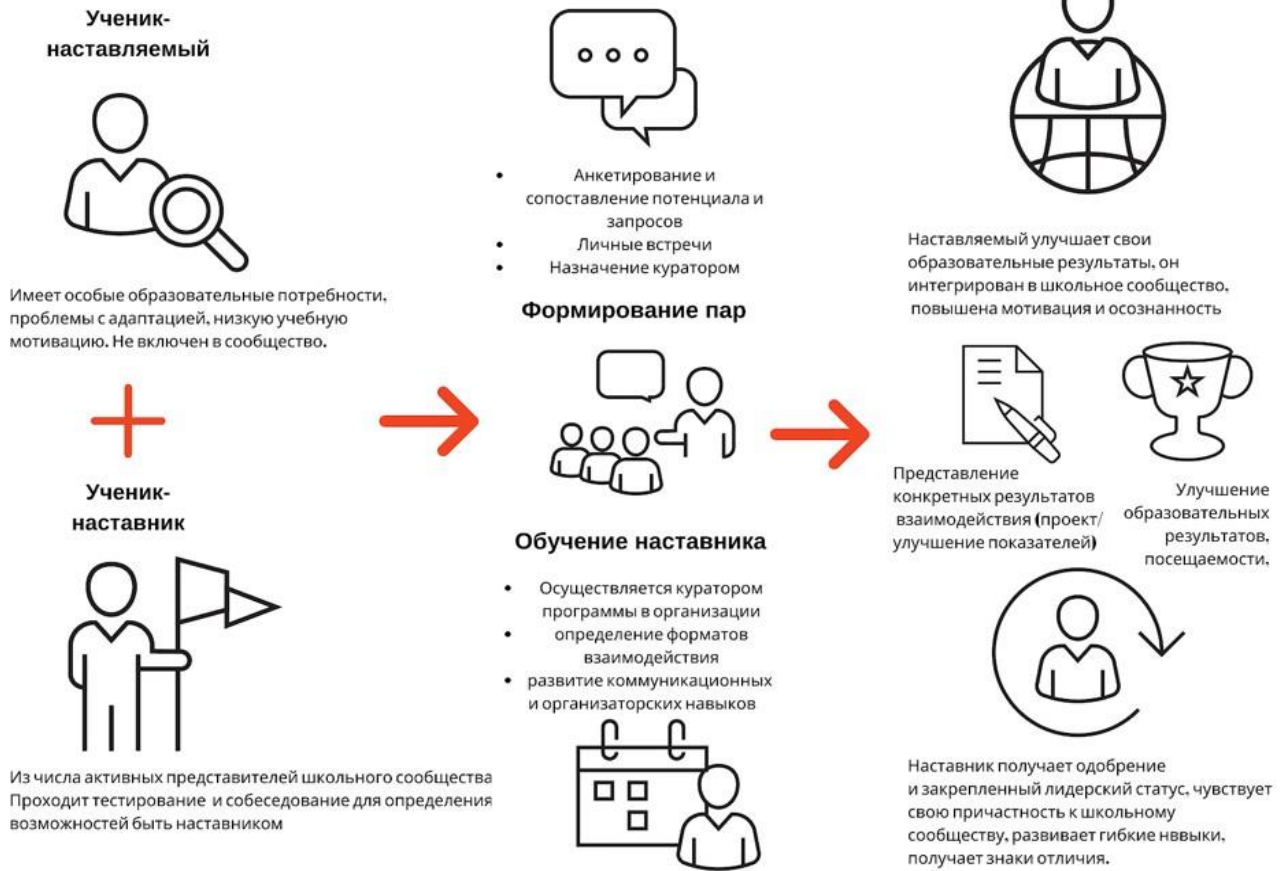 Ученик-
наставляемый
Имеет особые образовательные потребности,
проблемы с адаптацией, низкую учебную
мотивацию. Не включен в сообщество.
Ученик-
наставник
Из числа активных представителей школьного сообщества
Проходит тестирование и собеседование для определения
возможностей быть наставником
• Анкетирование и
сопоставление потенциала и
запросов
• Личные встречи
• Назначение куратором
Формирование пар
Обучение наставника
• Осуществляется куратором
программы в организации
• определение форматов
взаимодействия
• развитие коммуникационных
и организаторских навыков
Наставляемый улучшает свои
образовательные результаты, он
интегрирован в школьное сообщество,
повышена мотивация и осознанность
Представление
конкретных результатов
взаимодействия (проект/
улучшение показателей)
Улучшение
образовательных
результатов,
посещаемости,
Наставник получает одобрение
и закрепленный лидерский статус, чувствует
свою причастность к школьному
сообществу, развивает гибкие нввыки,
получает знаки отличия.